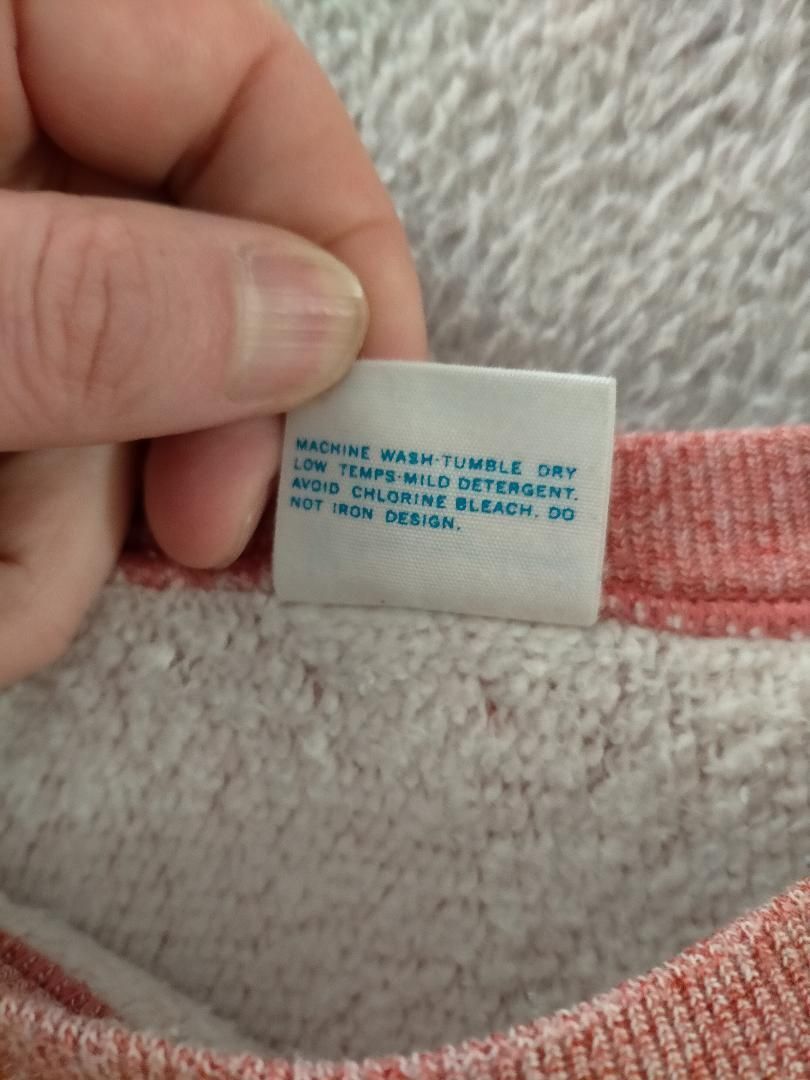 MACHINE WASH·TUMBLE DRY
LOW TEMPS·MILD DETERGENT.
AVOID CHLORINE BLEACH. DO
NOT IRON DESIGN.